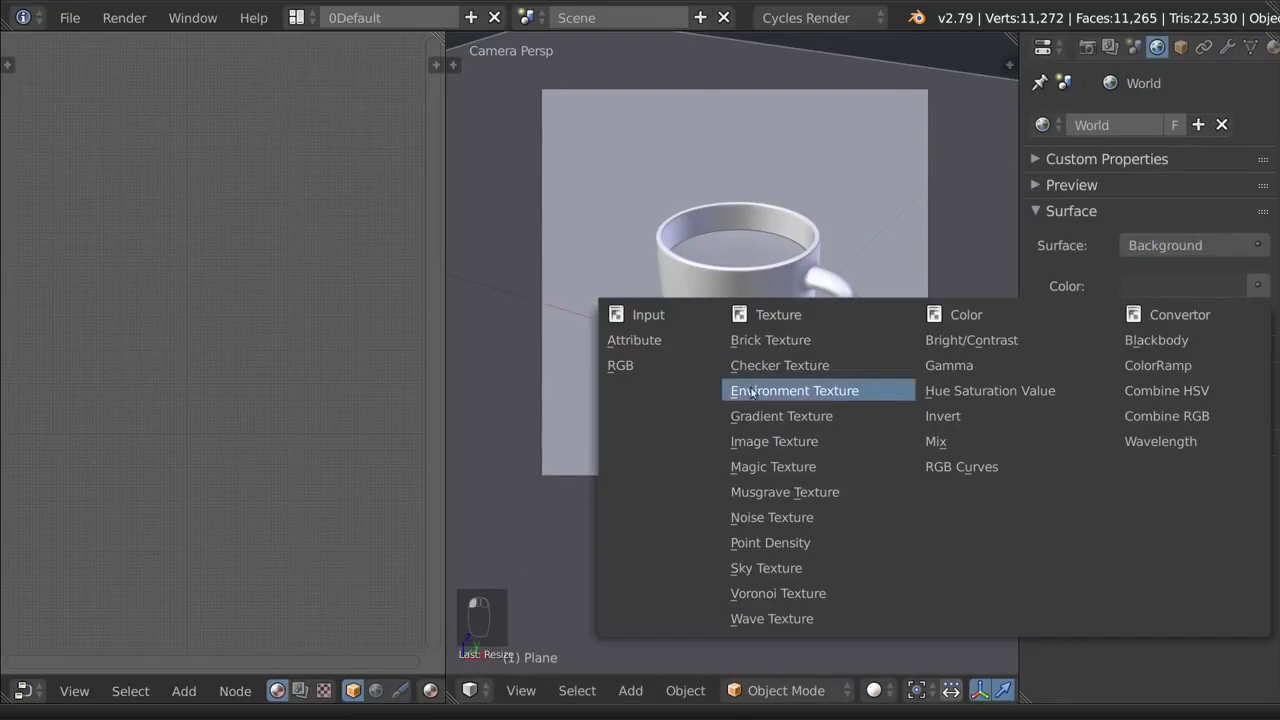 File Render Window Help 0Default Scene Cycles Render v2.79 | Verts:11,272 | Faces:11,265 | Tris:22,530 | Obje
Camera Persp
World
World F
Custom Properties
Preview
Surface
Surface: Background
Color:
Input Texture Color Convertor
Attribute Brick Texture Bright/Contrast Blackbody
RGB Checker Texture Gamma ColorRamp
Environment Texture Hue Saturation Value Combine HSV
Gradient Texture Invert Combine RGB
Image Texture Mix Wavelength
Magic Texture RGB Curves
Musgrave Texture
Noise Texture
Point Density
Sky Texture
Voronoi Texture
Wave Texture
z
y
Last: Resize
(1) Plane
View Select Add Node View Select Add Object Object Mode